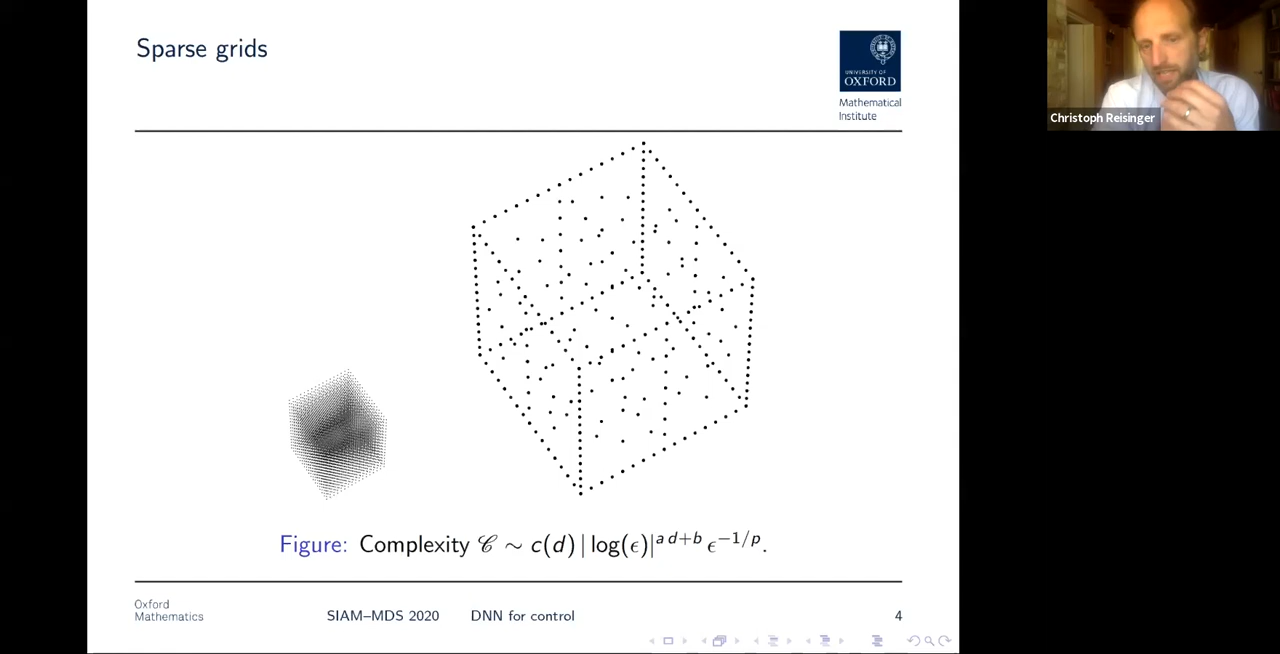 Sparse grids
UNIVERSITY OF
OXFORD
Mathematical
Institute
Christoph Reisinger
Figure: Complexity 𝒞 ∼ c(d) | log(ϵ)|^{a d+b} ϵ^{−1/p}.
Oxford
Mathematics
SIAM–MDS 2020 DNN for control 4